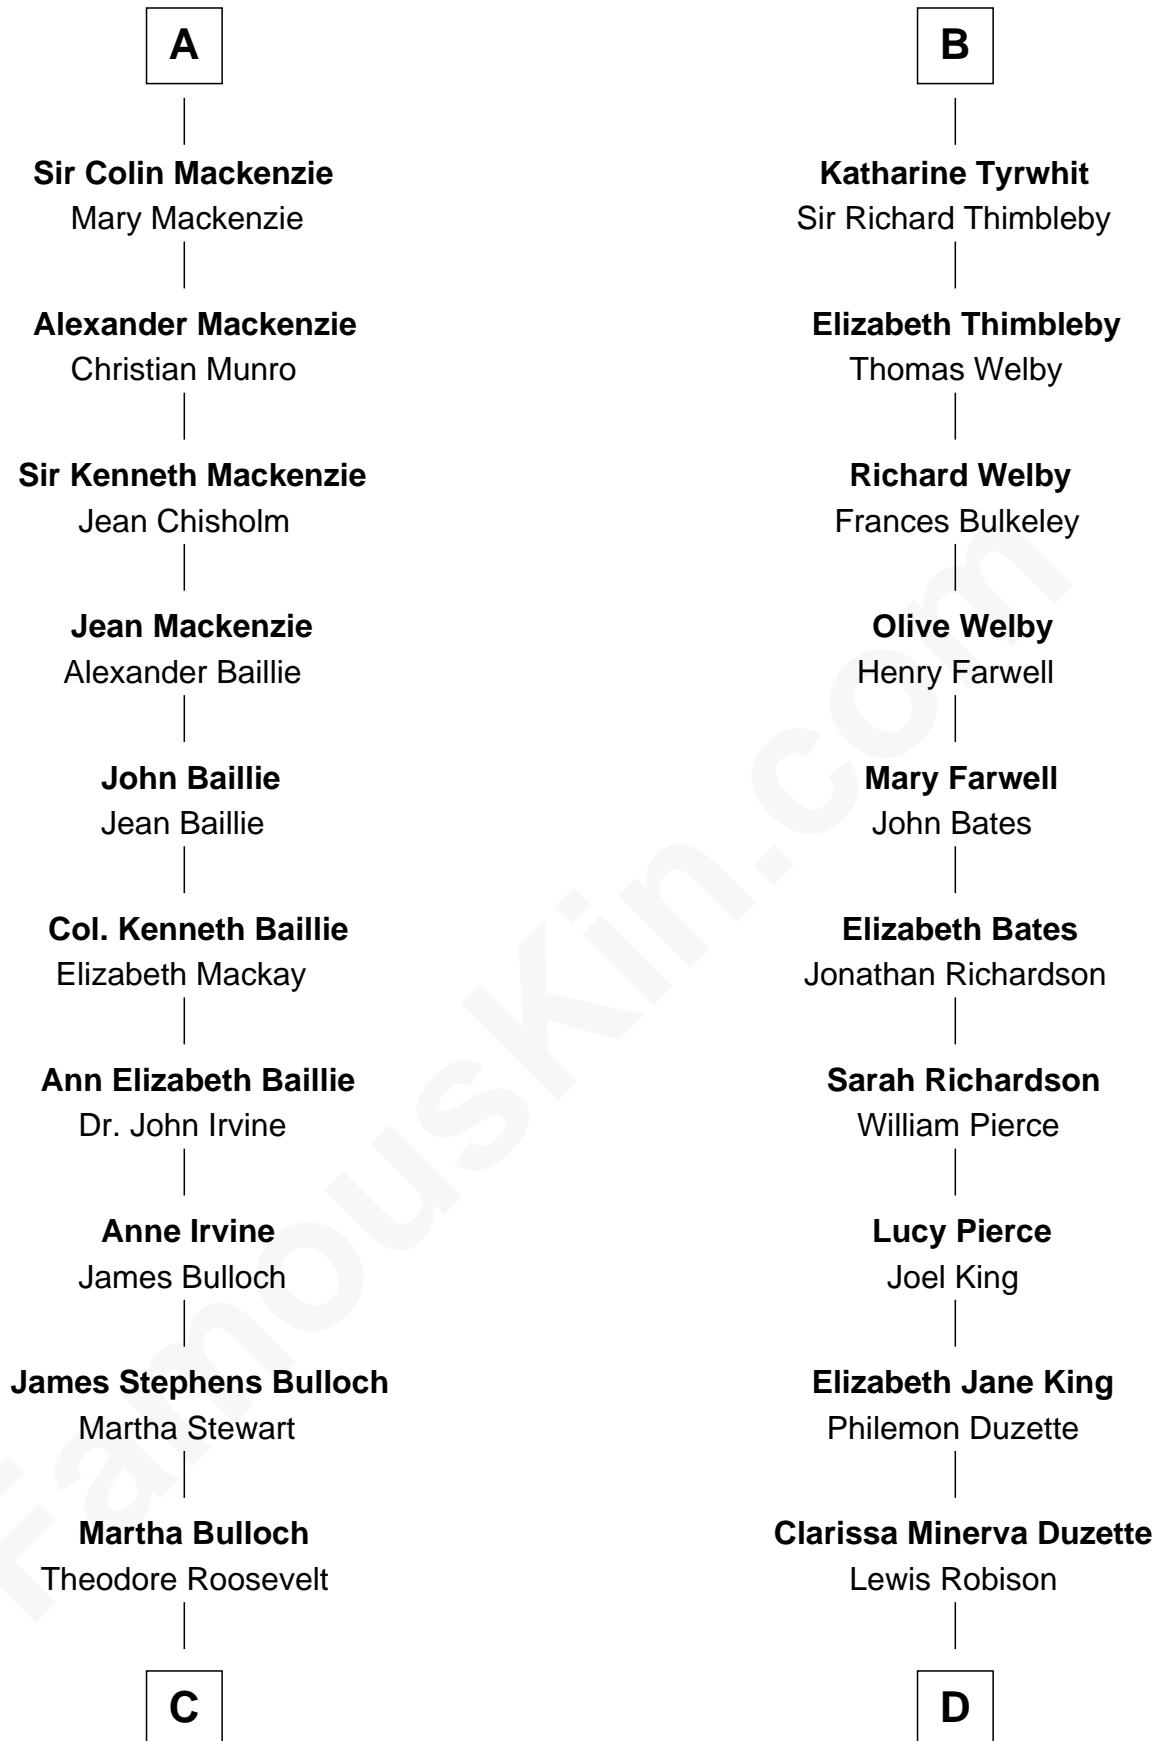 A
Sir Colin Mackenzie
Mary Mackenzie
Alexander Mackenzie
Christian Munro
Sir Kenneth Mackenzie
Jean Chisholm
Jean Mackenzie
Alexander Baillie
John Baillie
Jean Baillie
Col. Kenneth Baillie
Elizabeth Mackay
Ann Elizabeth Baillie
Dr. John Irvine
Anne Irvine
James Bulloch
James Stephens Bulloch
Martha Stewart
Martha Bulloch
Theodore Roosevelt
C
B
Katharine Tyrwhit
Sir Richard Thimbleby
Elizabeth Thimbleby
Thomas Welby
Richard Welby
Frances Bulkeley
Olive Welby
Henry Farwell
Mary Farwell
John Bates
Elizabeth Bates
Jonathan Richardson
Sarah Richardson
William Pierce
Lucy Pierce
Joel King
Elizabeth Jane King
Philemon Duzette
Clarissa Minerva Duzette
Lewis Robison
D
FamousKin.com